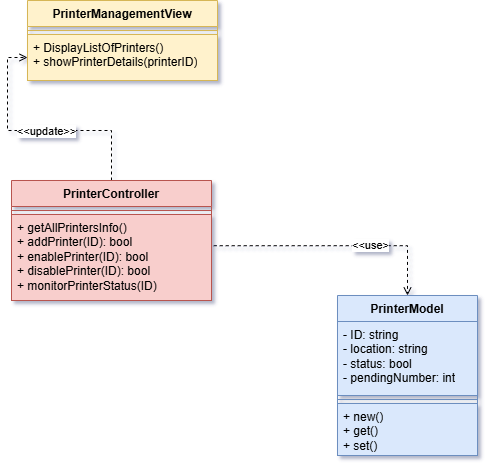 PrinterManagementView
+ DisplayListOfPrinters()
+ showPrinterDetails(printerID)
<<update>>
PrinterController
+ getAllPrintersInfo()
+ addPrinter(ID): bool
+ enablePrinter(ID): bool
+ disablePrinter(ID): bool
+ monitorPrinterStatus(ID)
<<use>
PrinterModel
- ID: string
- location: string
- status: bool
- pendingNumber: int
+ new()
+ get()
+ set()